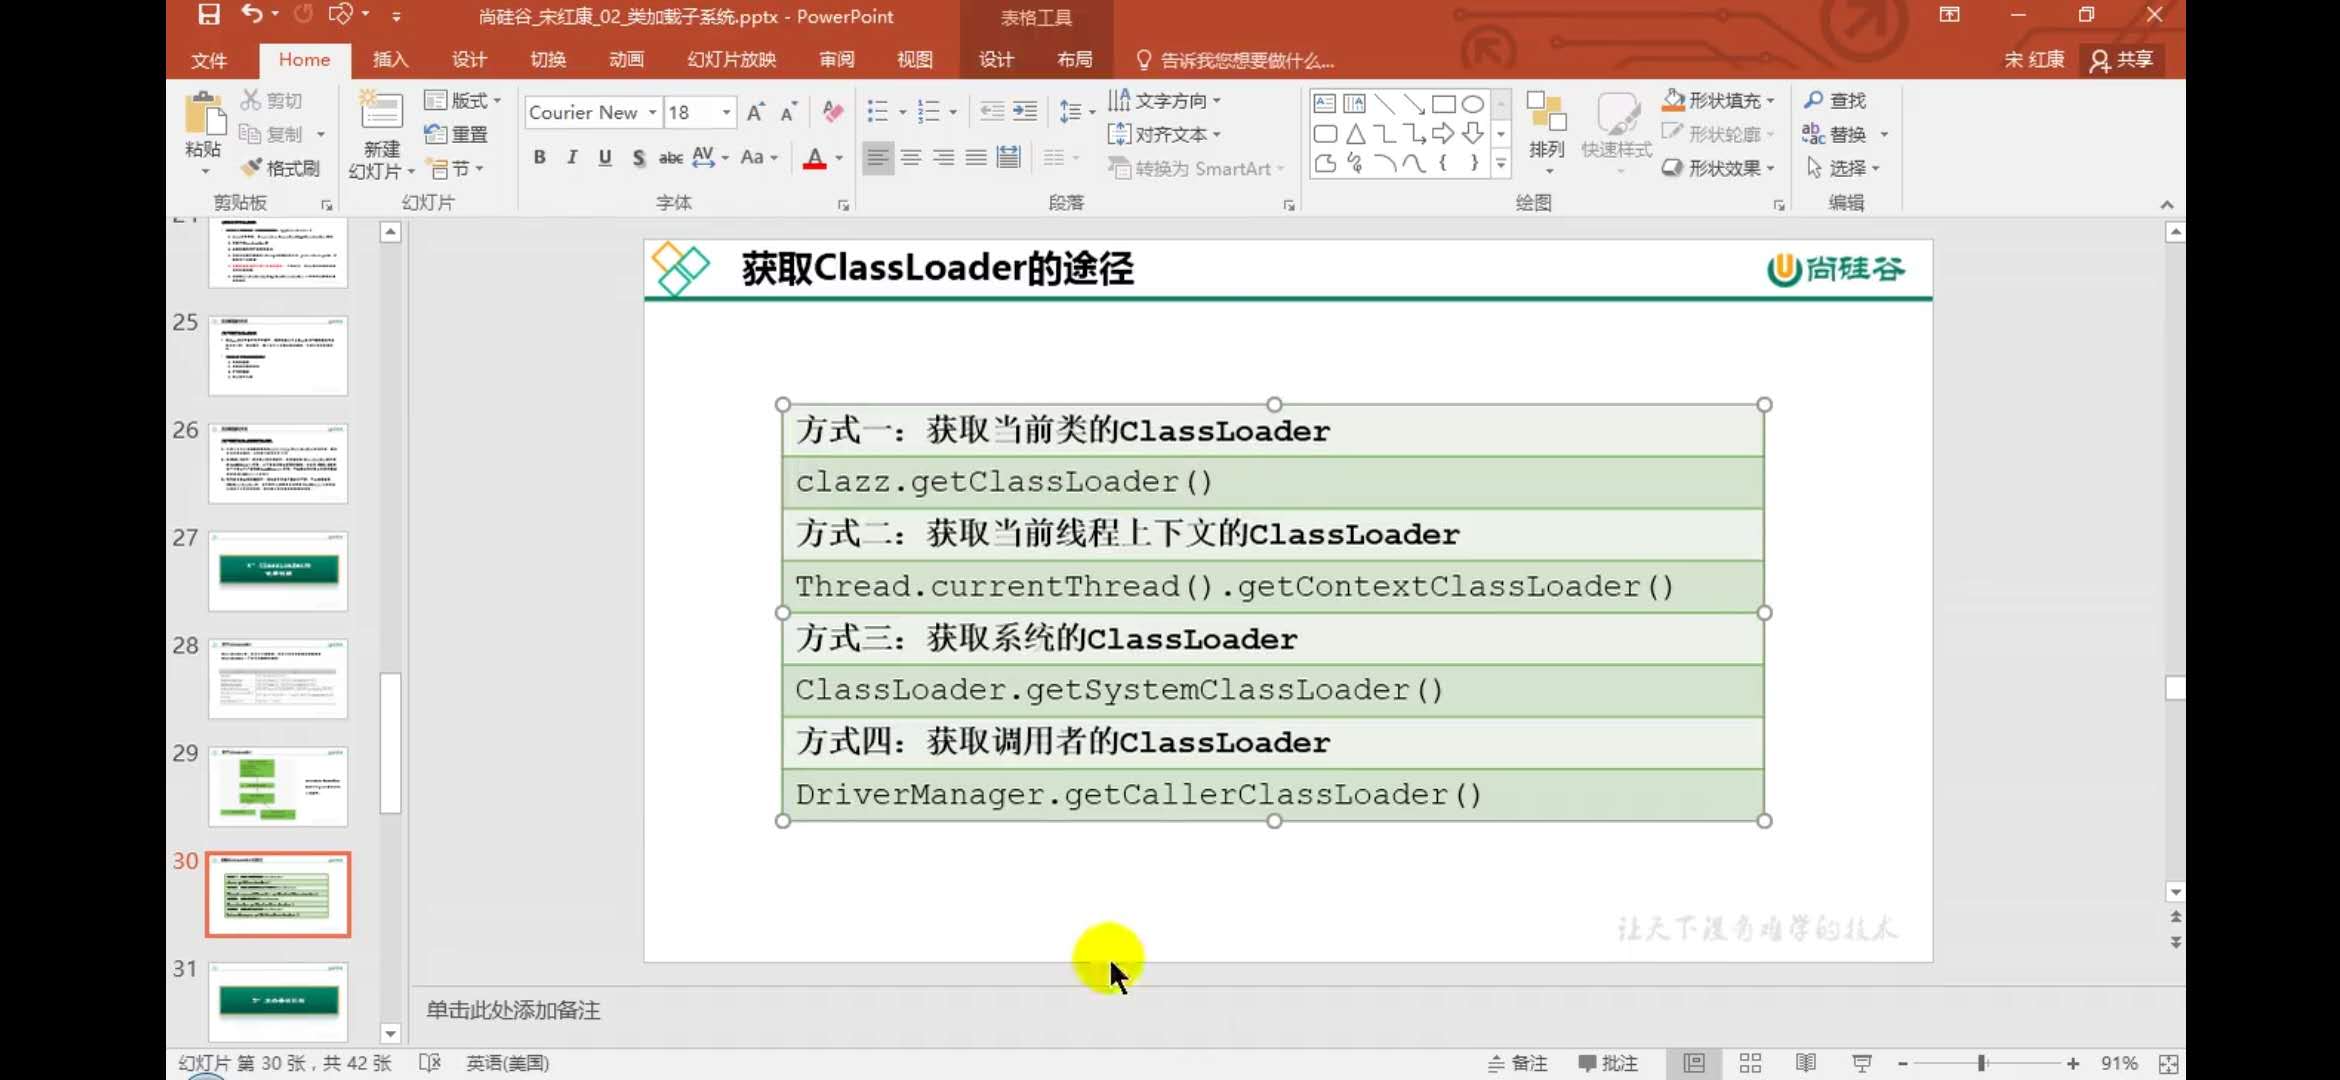 尚硅谷_宋红康_02_类加载子系统.pptx - PowerPoint
表格工具
文件
Home
插入
设计
切换
动画
幻灯片放映
审阅
视图
设计
布局
告诉我您想要做什么...
宋 红康
共享
粘贴
剪切
复制
格式刷
剪贴板
新建
幻灯片
版式
重置
节
幻灯片
Courier New
18
B I U S abc AV Aa A
字体
文字方向
对齐文本
转换为 SmartArt
段落
排列
快速样式
形状填充
形状轮廓
形状效果
绘图
查找
替换
选择
编辑
25
26
27
28
29
30
31
获取ClassLoader的途径
尚硅谷
方式一：获取当前类的ClassLoader
clazz.getClassLoader()
方式二：获取当前线程上下文的ClassLoader
Thread.currentThread().getContextClassLoader()
方式三：获取系统的ClassLoader
ClassLoader.getSystemClassLoader()
方式四：获取调用者的ClassLoader
DriverManager.getCallerClassLoader()
让天下没有难学的技术
单击此处添加备注
幻灯片 第 30 张，共 42 张
英语(美国)
备注
批注
91%